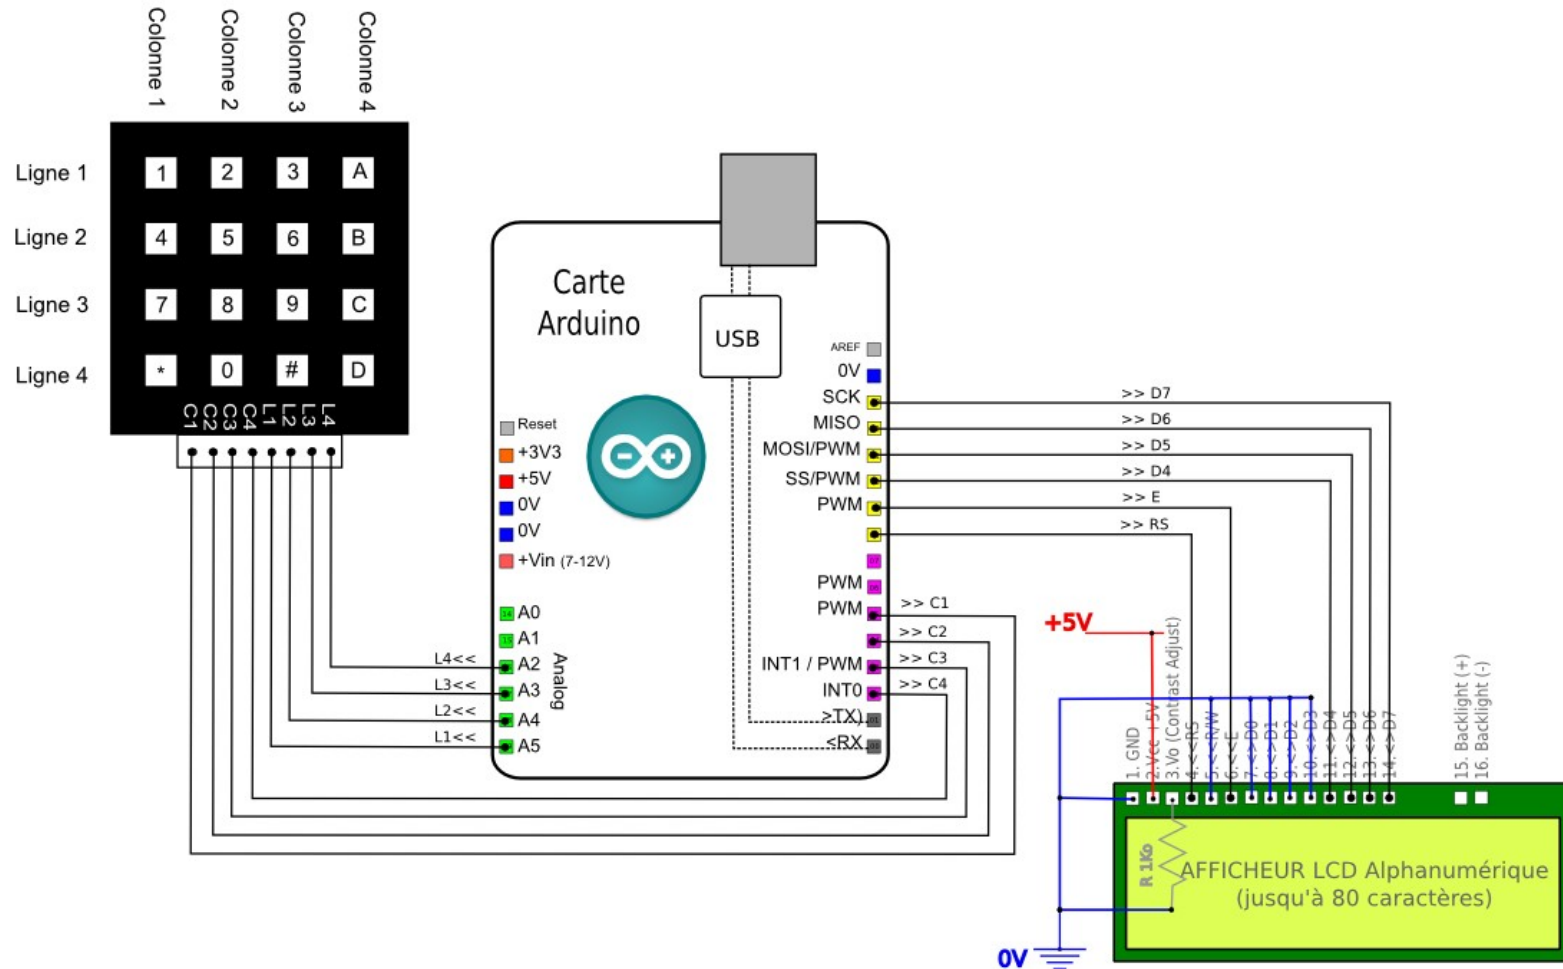 Colonne 1
Colonne 2
Colonne 3
Colonne 4
Ligne 1
1 2 3 A
Ligne 2
4 5 6 B
Ligne 3
7 8 9 C
Ligne 4
* 0 # D
C1 C2 C3 C4 L1 L2 L3 L4
Carte
Arduino
USB
Reset
+3V3
+5V
0V
0V
+Vin (7-12V)
A0
A1
A2
A3
A4
A5
Analog
L4<<
L3<<
L2<<
L1<<
AREF
0V
SCK
MISO
MOSI/PWM
SS/PWM
PWM
PWM
PWM
INT1 / PWM
INT0
>TX)
<RX
>> D7
>> D6
>> D5
>> D4
>> E
>> RS
>> C1
>> C2
>> C3
>> C4
+5V
1. GND
2.Vcc +5V
3.Vo (Contrast Adjust)
4.<<RS
5.<<R/W
6.<<E
7.<>D0
8.<>D1
9.<>D2
10.<>D3
11.<>D4
12.<>D5
13.<>D6
14.<>D7
15. Backlight (+)
16. Backlight (-)
R 1Ko
AFFICHEUR LCD Alphanumérique
(jusqu'à 80 caractères)
0V